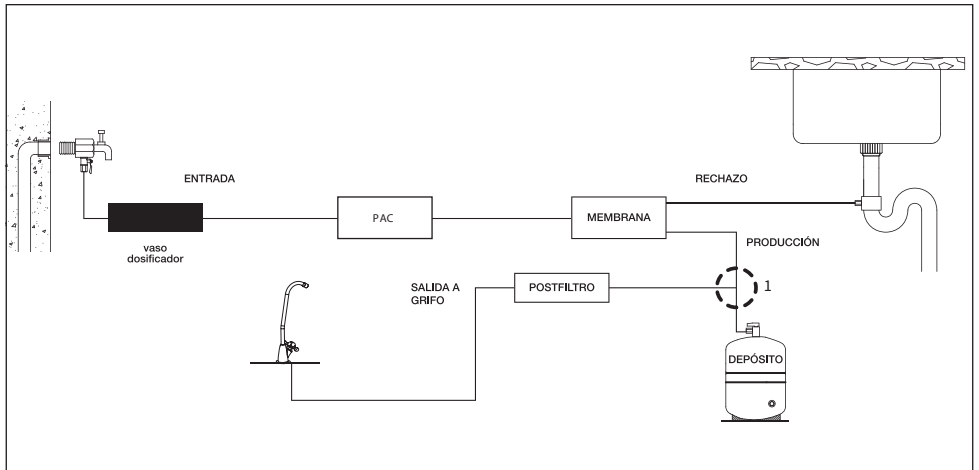 ENTRADA
RECHAZO
PAC
MEMBRANA
vaso
dosificador
PRODUCCIÓN
SALIDA A
GRIFO
POSTFILTRO
1
DEPÓSITO